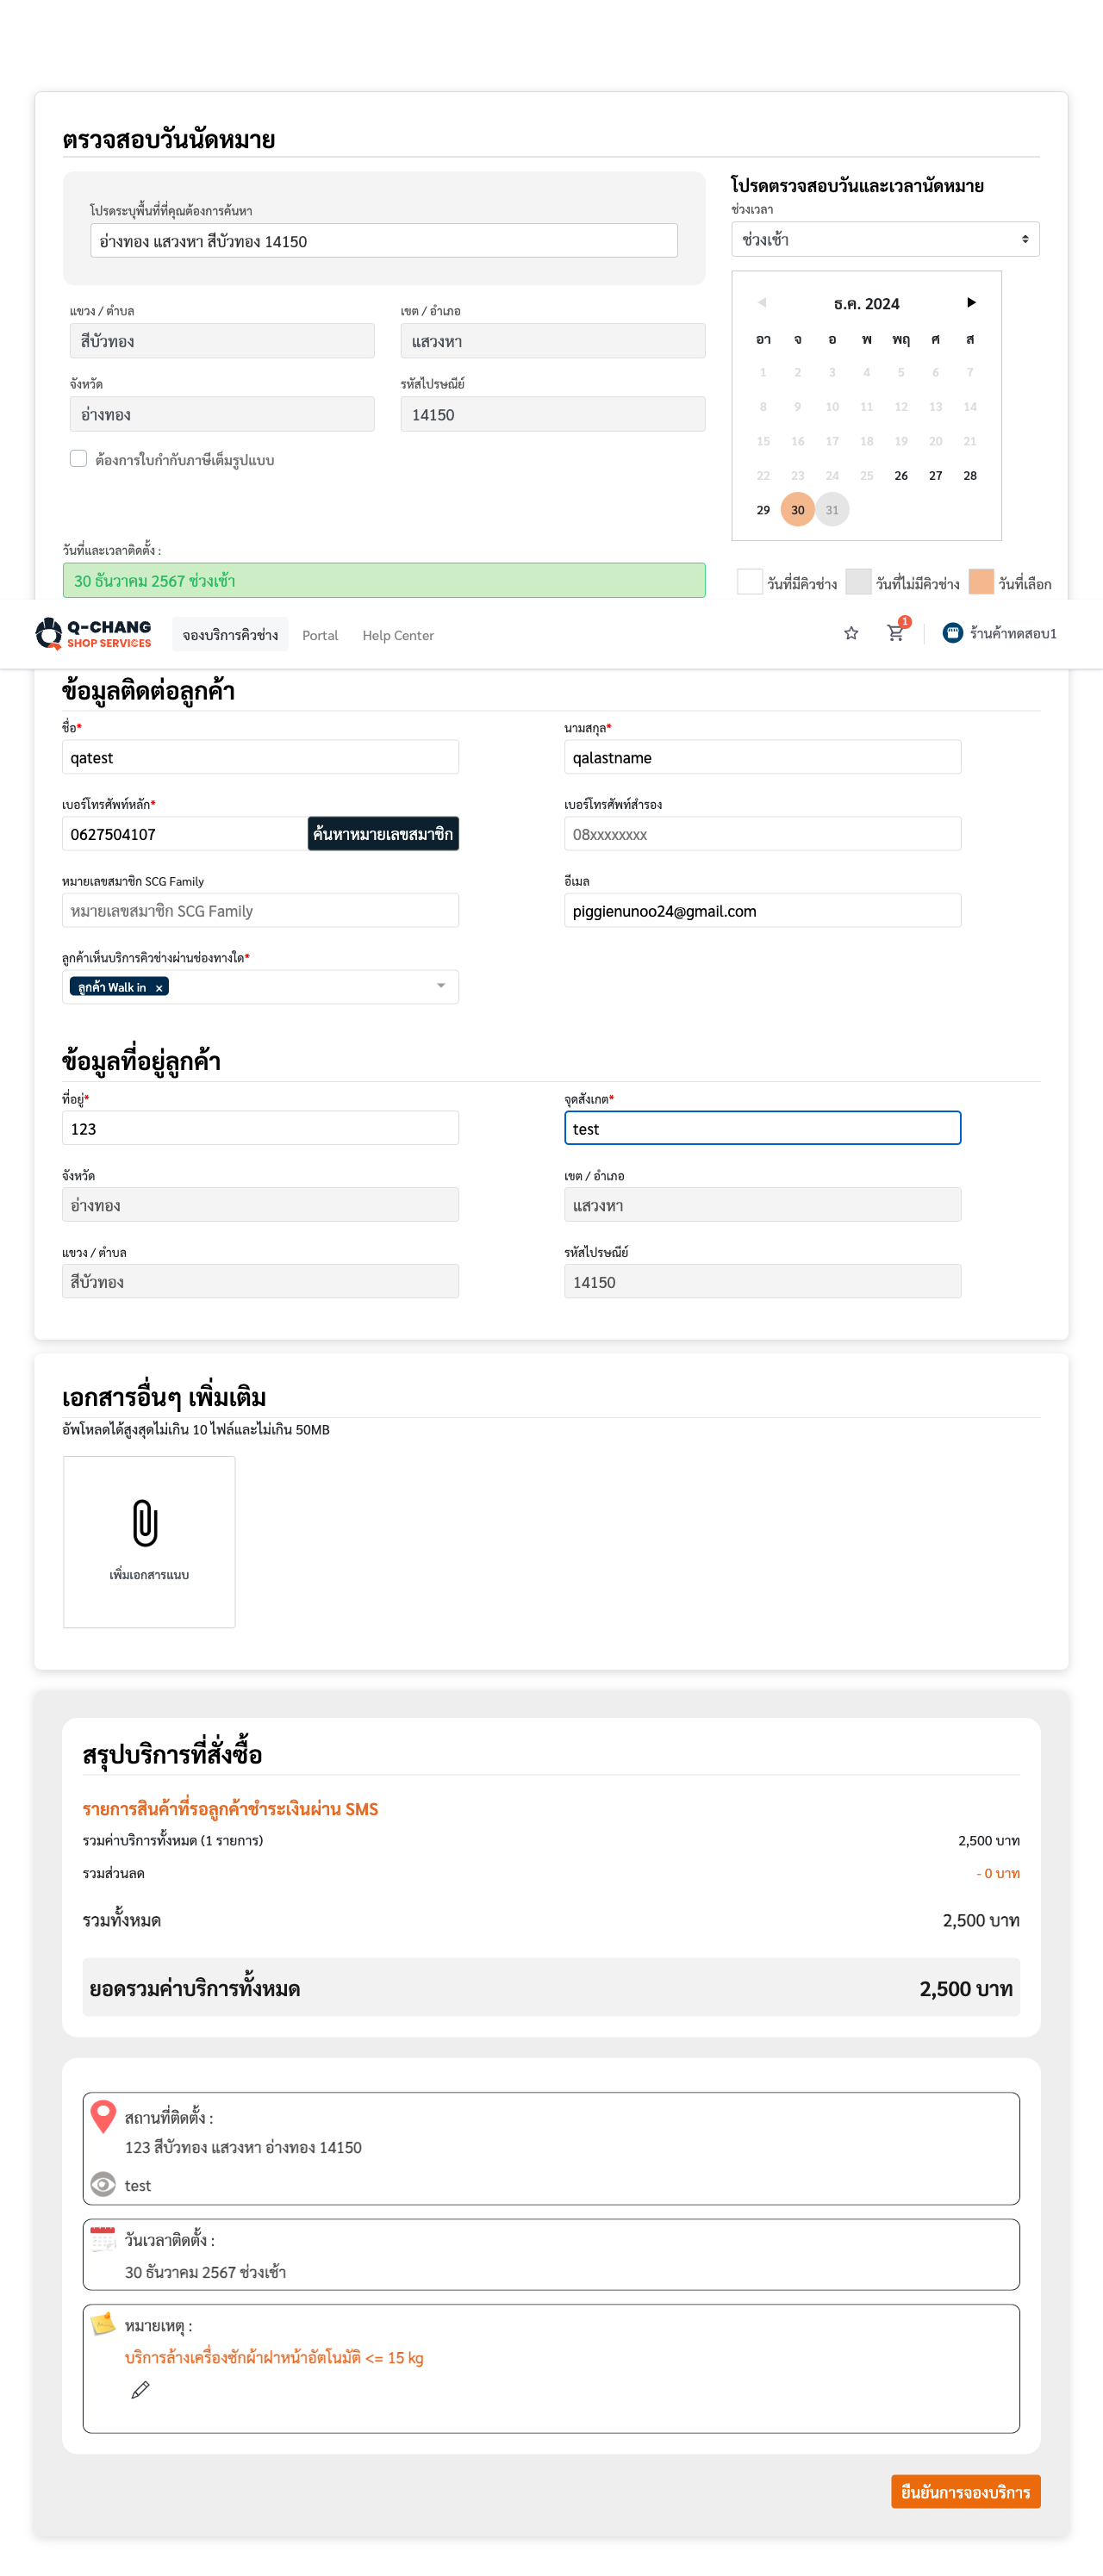 ตรวจสอบวันนัดหมาย
โปรดระบุพื้นที่ที่คุณต้องการค้นหา
อ่างทอง แสวงหา สีบัวทอง 14150
แขวง / ตำบล
เขต / อำเภอ
สีบัวทอง
แสวงหา
จังหวัด
รหัสไปรษณีย์
อ่างทอง
14150
ต้องการใบกำกับภาษีเต็มรูปแบบ
วันที่และเวลาติดตั้ง :
30 ธันวาคม 2567 ช่วงเช้า
โปรดตรวจสอบวันและเวลานัดหมาย
ช่วงเวลา
ช่วงเช้า
ธ.ค. 2024
อา จ อ พ พฤ ศ ส
1 2 3 4 5 6 7
8 9 10 11 12 13 14
15 16 17 18 19 20 21
22 23 24 25 26 27 28
29 30 31
วันที่มีคิวช่าง วันที่ไม่มีคิวช่าง วันที่เลือก
Q-CHANG
SHOP SERVICES
จองบริการคิวช่าง Portal Help Center
1
ร้านค้าทดสอบ1
ข้อมูลติดต่อลูกค้า
ชื่อ*
นามสกุล*
qatest
qalastname
เบอร์โทรศัพท์หลัก*
เบอร์โทรศัพท์สำรอง
0627504107
ค้นหาหมายเลขสมาชิก
08xxxxxxxx
หมายเลขสมาชิก SCG Family
อีเมล
หมายเลขสมาชิก SCG Family
piggienunoo24@gmail.com
ลูกค้าเห็นบริการคิวช่างผ่านช่องทางใด*
ลูกค้า Walk in ×
ข้อมูลที่อยู่ลูกค้า
ที่อยู่*
จุดสังเกต*
123
test
จังหวัด
เขต / อำเภอ
อ่างทอง
แสวงหา
แขวง / ตำบล
รหัสไปรษณีย์
สีบัวทอง
14150
เอกสารอื่นๆ เพิ่มเติม
อัพโหลดได้สูงสุดไม่เกิน 10 ไฟล์และไม่เกิน 50MB
เพิ่มเอกสารแนบ
สรุปบริการที่สั่งซื้อ
รายการสินค้าที่รอลูกค้าชำระเงินผ่าน SMS
รวมค่าบริการทั้งหมด (1 รายการ) 2,500 บาท
รวมส่วนลด - 0 บาท
รวมทั้งหมด 2,500 บาท
ยอดรวมค่าบริการทั้งหมด 2,500 บาท
สถานที่ติดตั้ง :
123 สีบัวทอง แสวงหา อ่างทอง 14150
test
วันเวลาติดตั้ง :
30 ธันวาคม 2567 ช่วงเช้า
หมายเหตุ :
บริการล้างเครื่องซักผ้าฝาหน้าอัตโนมัติ <= 15 kg
ยืนยันการจองบริการ